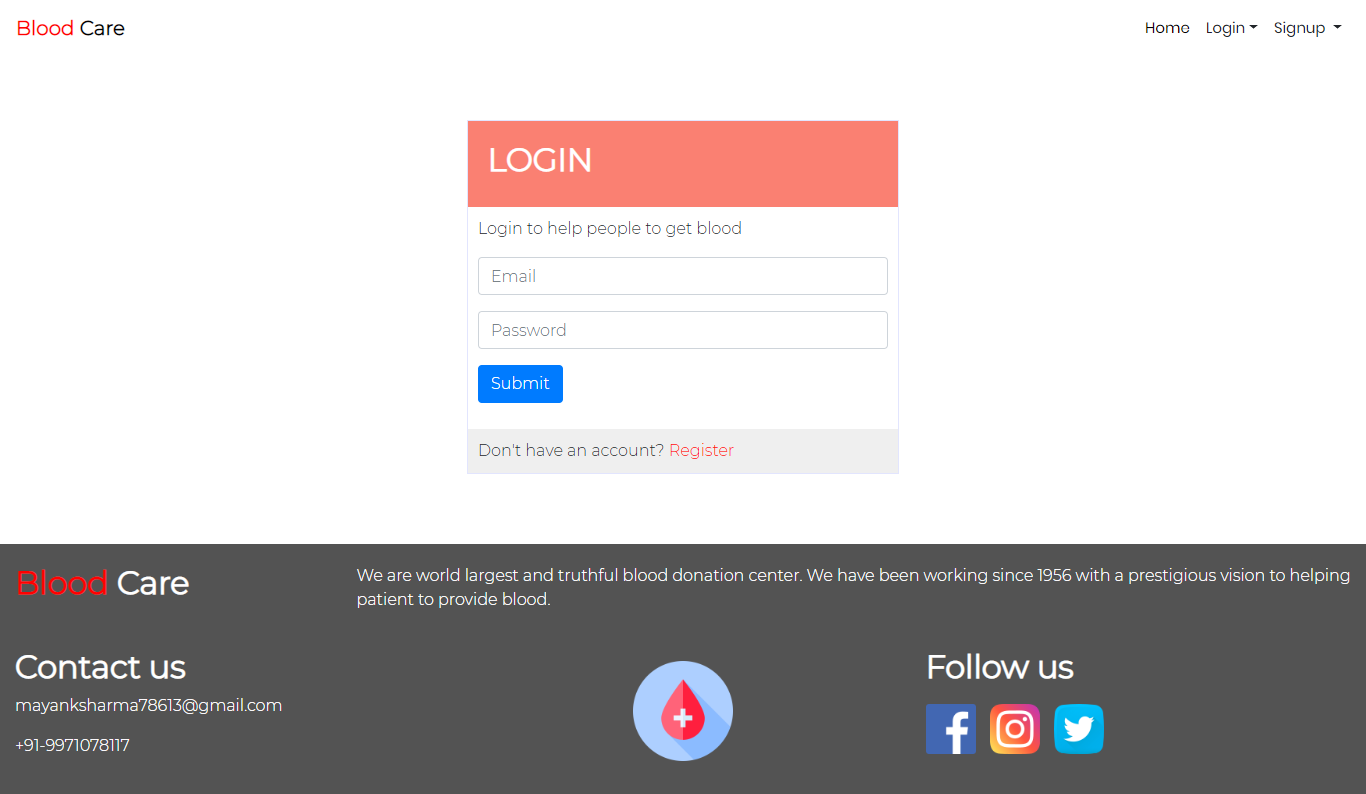 Blood Care
Home Login Signup
LOGIN
Login to help people to get blood
Email
Password
Submit
Don't have an account? Register
Blood Care
We are world largest and truthful blood donation center. We have been working since 1956 with a prestigious vision to helping
patient to provide blood.
Contact us
mayanksharma78613@gmail.com
+91-9971078117
Follow us